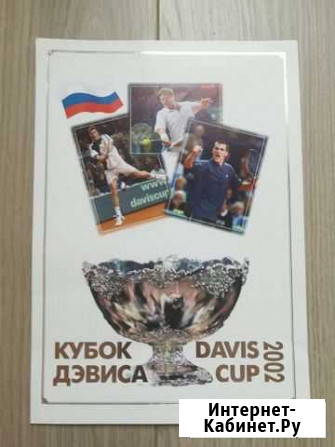 www.
daviscup
КУБОК
ДЭВИСА
DAVIS
CUP
2002
Интернет-
Кабинет.Ру